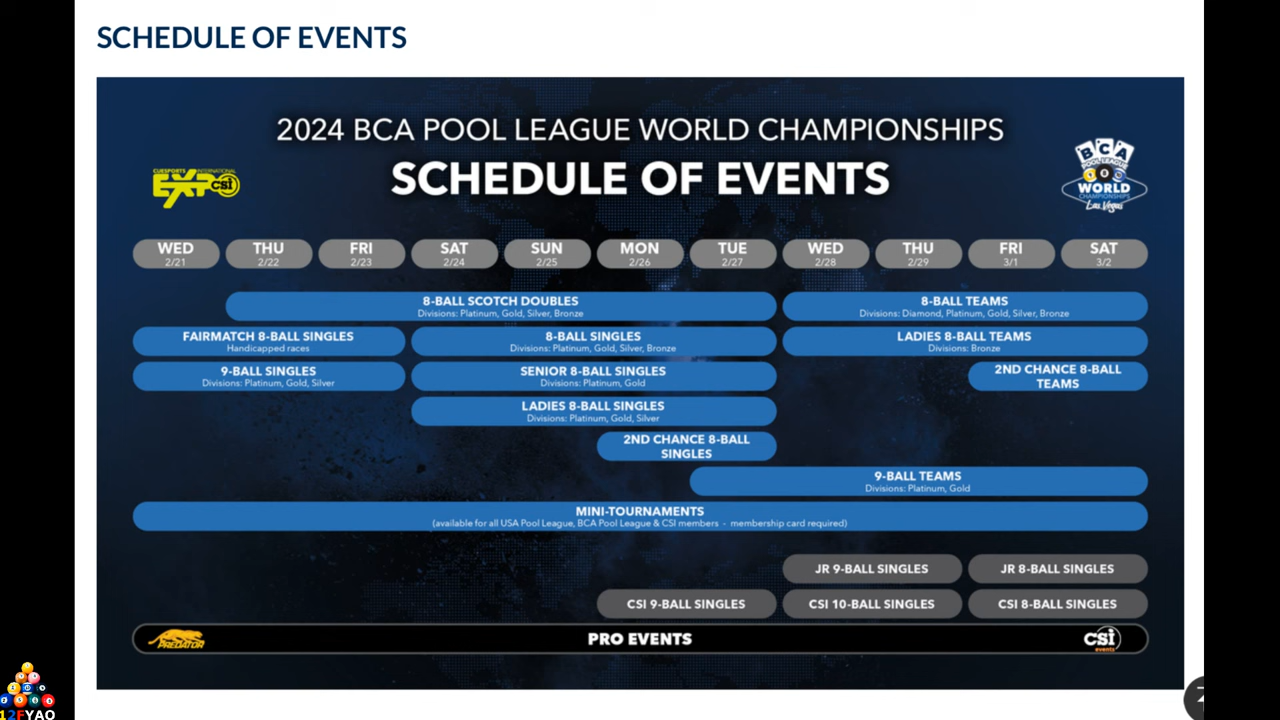 SCHEDULE OF EVENTS
2024 BCA POOL LEAGUE WORLD CHAMPIONSHIPS
SCHEDULE OF EVENTS
CUESPORTS INTERNATIONAL
EXPO
CSI
BCA
POOL LEAGUE
WORLD
CHAMPIONSHIPS
Las Vegas
WED THU FRI SAT SUN MON TUE WED THU FRI SAT
2/21 2/22 2/23 2/24 2/25 2/26 2/27 2/28 2/29 3/1 3/2
8-BALL SCOTCH DOUBLES
Divisions: Platinum, Gold, Silver, Bronze
8-BALL TEAMS
Divisions: Diamond, Platinum, Gold, Silver, Bronze
FAIRMATCH 8-BALL SINGLES
Handicapped races
8-BALL SINGLES
Divisions: Platinum, Gold, Silver, Bronze
LADIES 8-BALL TEAMS
Divisions: Bronze
9-BALL SINGLES
Divisions: Platinum, Gold, Silver
SENIOR 8-BALL SINGLES
Divisions: Platinum, Gold
2ND CHANCE 8-BALL
TEAMS
LADIES 8-BALL SINGLES
Divisions: Platinum, Gold, Silver
2ND CHANCE 8-BALL
SINGLES
9-BALL TEAMS
Divisions: Platinum, Gold
MINI-TOURNAMENTS
(available for all USA Pool League, BCA Pool League & CSI members - membership card required)
JR 9-BALL SINGLES
JR 8-BALL SINGLES
CSI 9-BALL SINGLES
CSI 10-BALL SINGLES
CSI 8-BALL SINGLES
PREDATOR
PRO EVENTS
CSI
events
12FYAO